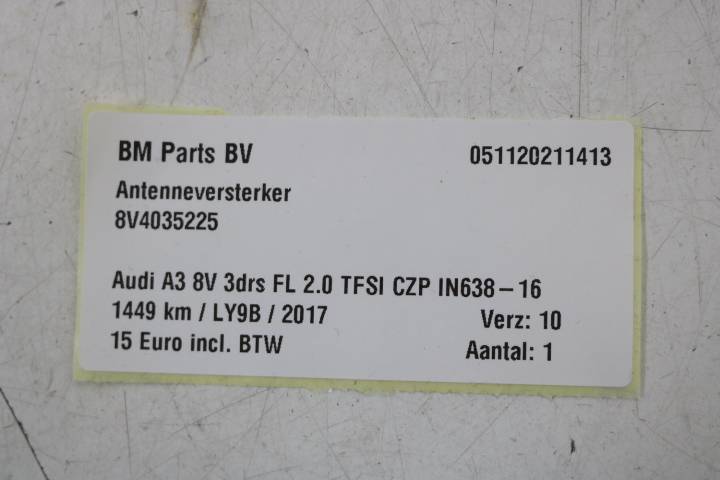 BM Parts BV 051120211413
Antenneversterker
8V4035225
Audi A3 8V 3drs FL 2.0 TFSI CZP IN638-16
1449 km / LY9B / 2017 Verz: 10
15 Euro incl. BTW Aantal: 1